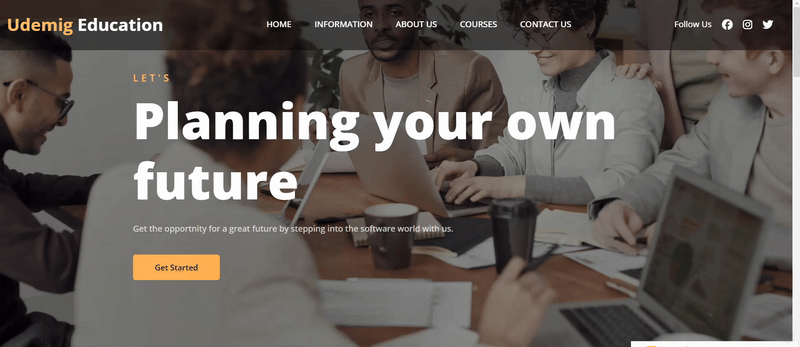 Udemig Education
HOME INFORMATION ABOUT US COURSES CONTACT US
Follow Us
LET'S
Planning your own
future
Get the opportnity for a great future by stepping into the software world with us.
Get Started